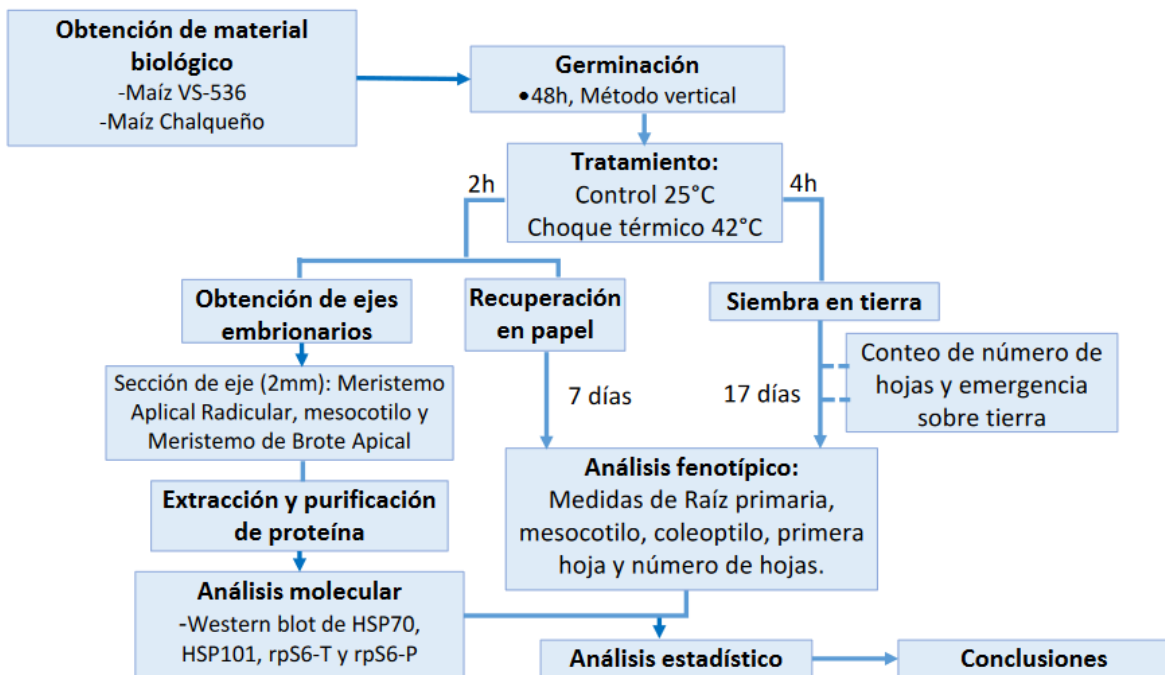 Obtención de material
biológico
-Maíz VS-536
-Maíz Chalqueño
Germinación
•48h, Método vertical
Tratamiento:
Control 25°C
Choque térmico 42°C
2h
4h
Obtención de ejes
embrionarios
Recuperación
en papel
Siembra en tierra
Sección de eje (2mm): Meristemo
Aplical Radicular, mesocotilo y
Meristemo de Brote Apical
7 días
17 días
Conteo de número de
hojas y emergencia
sobre tierra
Extracción y purificación
de proteína
Análisis fenotípico:
Medidas de Raíz primaria,
mesocotilo, coleoptilo, primera
hoja y número de hojas.
Análisis molecular
-Western blot de HSP70,
HSP101, rpS6-T y rpS6-P
Análisis estadístico
Conclusiones